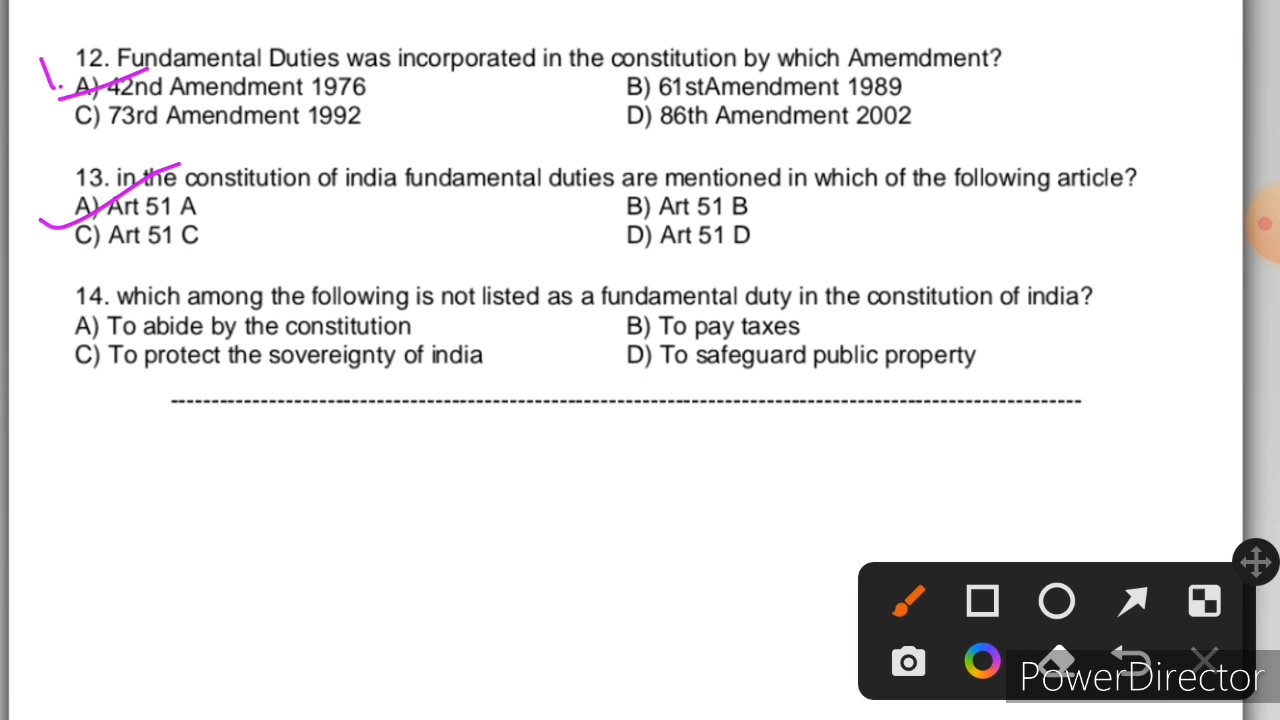 12. Fundamental Duties was incorporated in the constitution by which Amemdment?
A) 42nd Amendment 1976 B) 61stAmendment 1989
C) 73rd Amendment 1992 D) 86th Amendment 2002
13. in the constitution of india fundamental duties are mentioned in which of the following article?
A) Art 51 A B) Art 51 B
C) Art 51 C D) Art 51 D
14. which among the following is not listed as a fundamental duty in the constitution of india?
A) To abide by the constitution B) To pay taxes
C) To protect the sovereignty of india D) To safeguard public property
PowerDirector